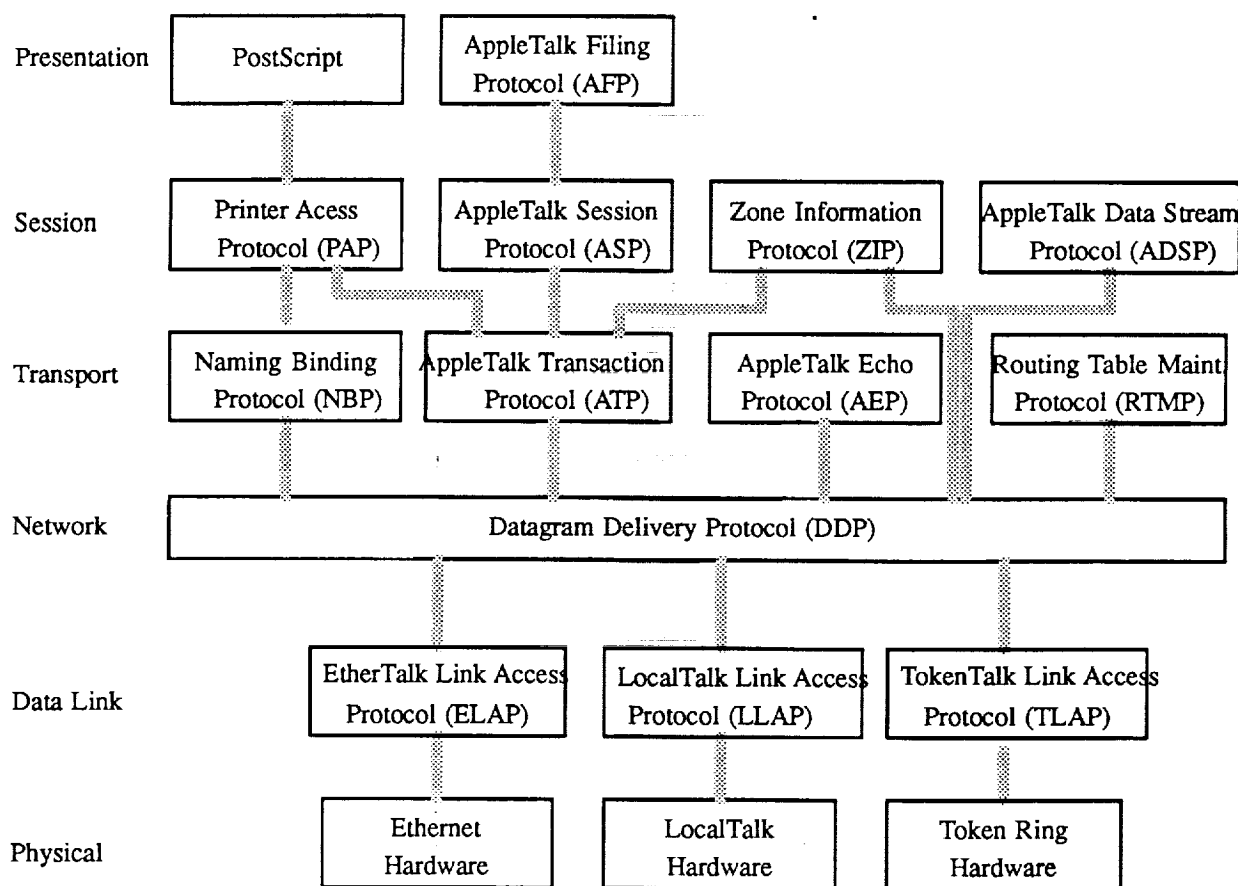 Presentation
PostScript
AppleTalk Filing
Protocol (AFP)
Session
Printer Acess
Protocol (PAP)
AppleTalk Session
Protocol (ASP)
Zone Information
Protocol (ZIP)
AppleTalk Data Stream
Protocol (ADSP)
Transport
Naming Binding
Protocol (NBP)
AppleTalk Transaction
Protocol (ATP)
AppleTalk Echo
Protocol (AEP)
Routing Table Maint.
Protocol (RTMP)
Network
Datagram Delivery Protocol (DDP)
Data Link
EtherTalk Link Access
Protocol (ELAP)
LocalTalk Link Access
Protocol (LLAP)
TokenTalk Link Access
Protocol (TLAP)
Physical
Ethernet
Hardware
LocalTalk
Hardware
Token Ring
Hardware